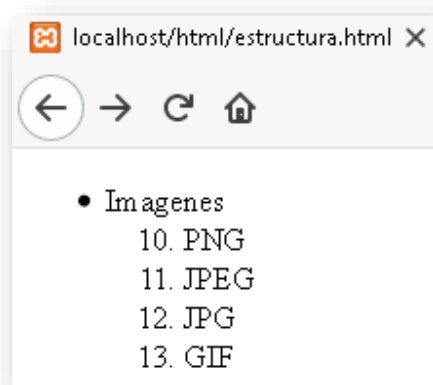 localhost/html/estructura.html
Imagenes
10. PNG
11. JPEG
12. JPG
13. GIF